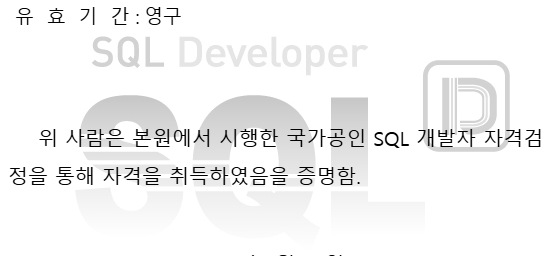 유 효 기 간 : 영구
SQL Developer
D
위 사람은 본원에서 시행한 국가공인 SQL 개발자 자격검
정을 통해 자격을 취득하였음을 증명함.
SQL